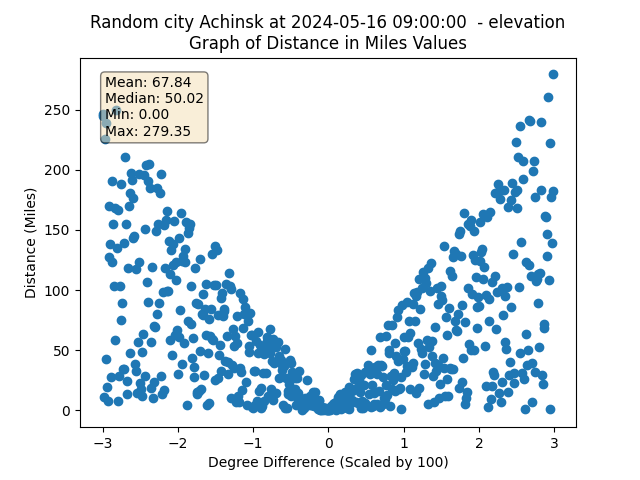 Random city Achinsk at 2024-05-16 09:00:00  - elevation
Graph of Distance in Miles Values
Mean: 67.84
Median: 50.02
Min: 0.00
Max: 279.35
250
200
150
100
50
0
Distance (Miles)
−3 −2 −1 0 1 2 3
Degree Difference (Scaled by 100)